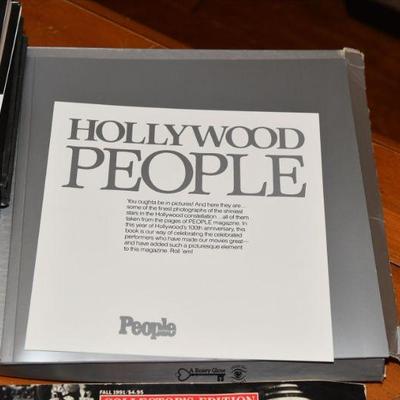 HOLLYWOOD
PEOPLE
You oughta be in pictures! And here they are...
some of the finest photographs of the shiniest
stars in the Hollywood constellation ... all of them
taken from the pages of PEOPLE magazine. In
this year of Hollywood's 100th anniversary, this
book is our way of celebrating the celebrated
performers who have made our movies great—
and have added such a picturesque element
to this magazine. Roll 'em!
People
A Rosey Glow
FALL 1991/$4.95
COLLECTOR'S EDITION